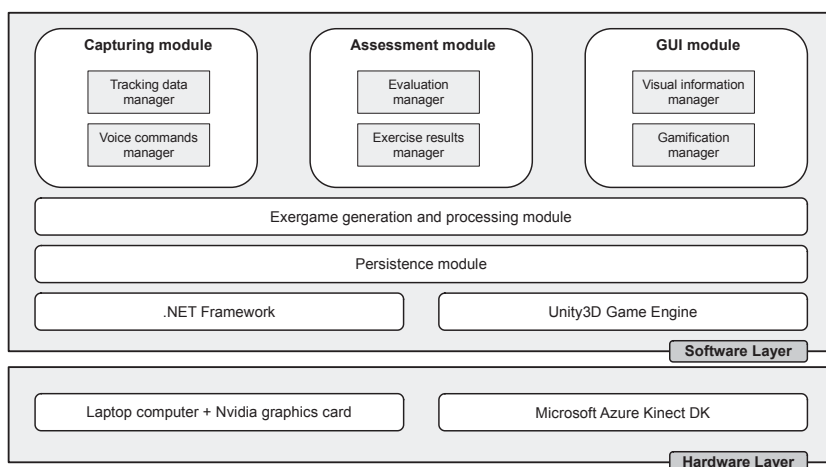 Capturing module
Tracking data
manager
Voice commands
manager
Assessment module
Evaluation
manager
Exercise results
manager
GUI module
Visual information
manager
Gamification
manager
Exergame generation and processing module
Persistence module
.NET Framework
Unity3D Game Engine
Software Layer
Laptop computer + Nvidia graphics card
Microsoft Azure Kinect DK
Hardware Layer